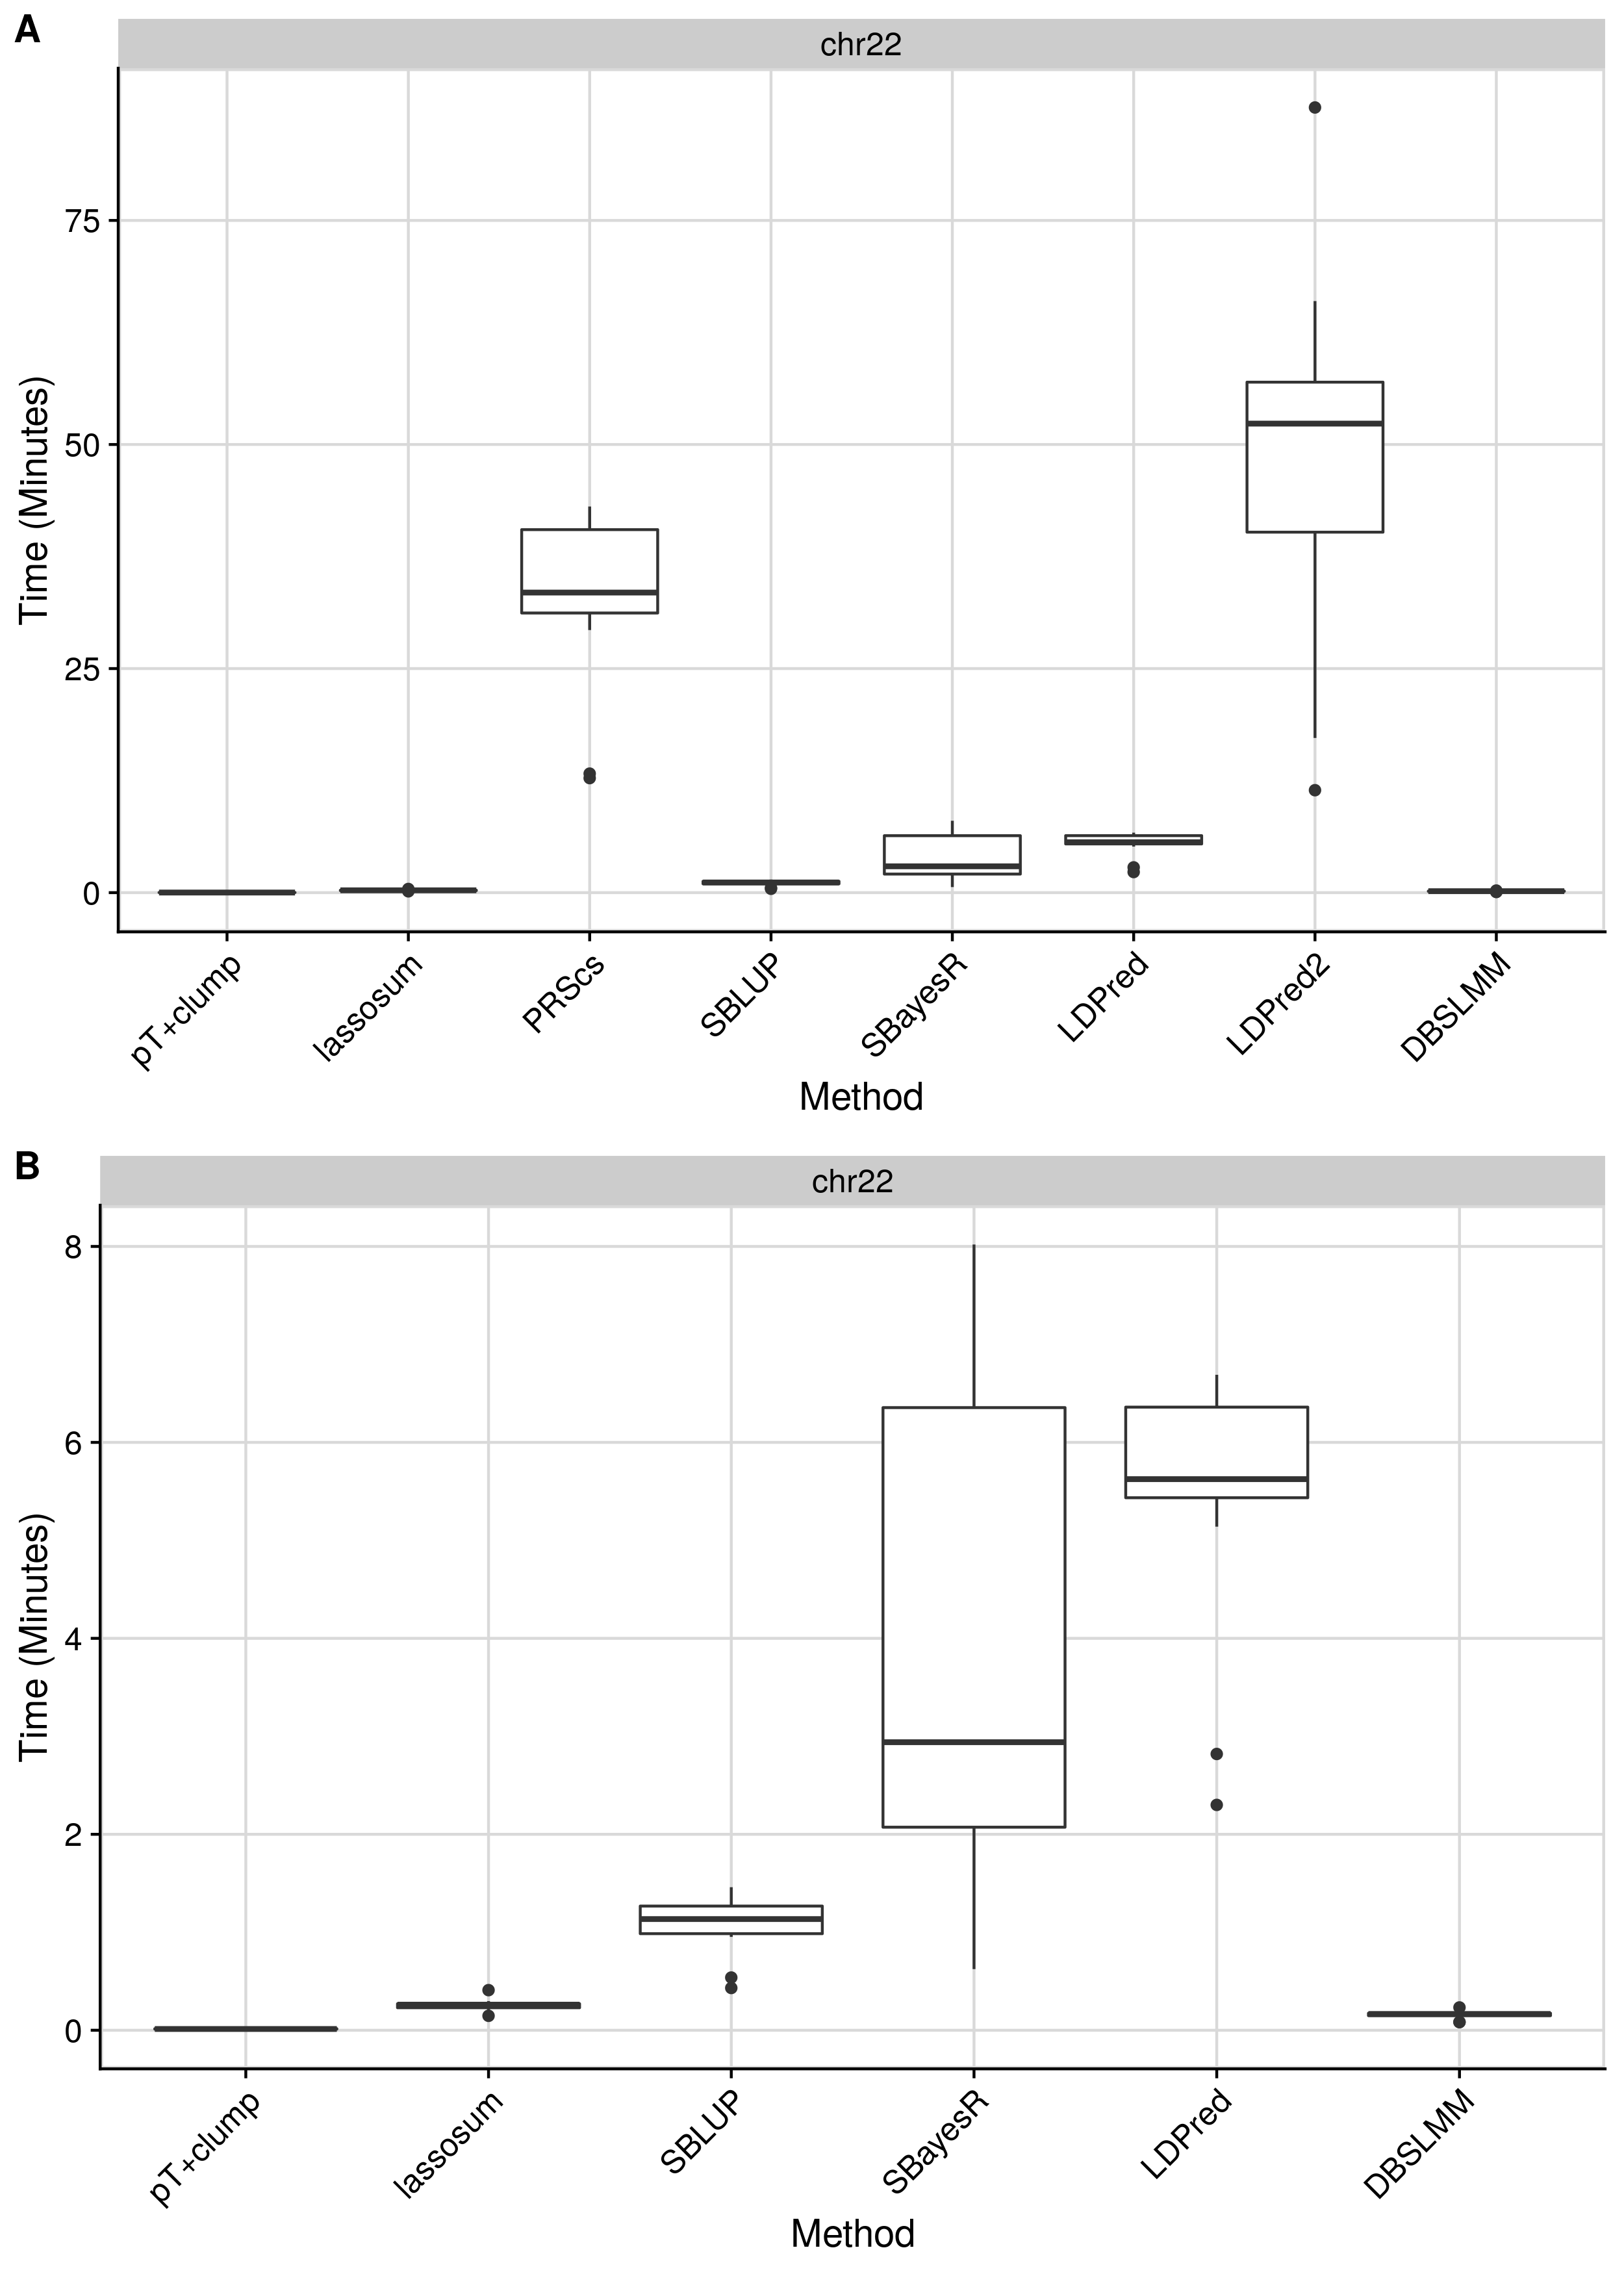 A
chr22
Time (Minutes)
75
50
25
0
pT+clump
lassosum
PRScs
SBLUP
SBayesR
LDPred
LDPred2
DBSLMM
Method
B
chr22
Time (Minutes)
8
6
4
2
0
pT+clump
lassosum
SBLUP
SBayesR
LDPred
DBSLMM
Method